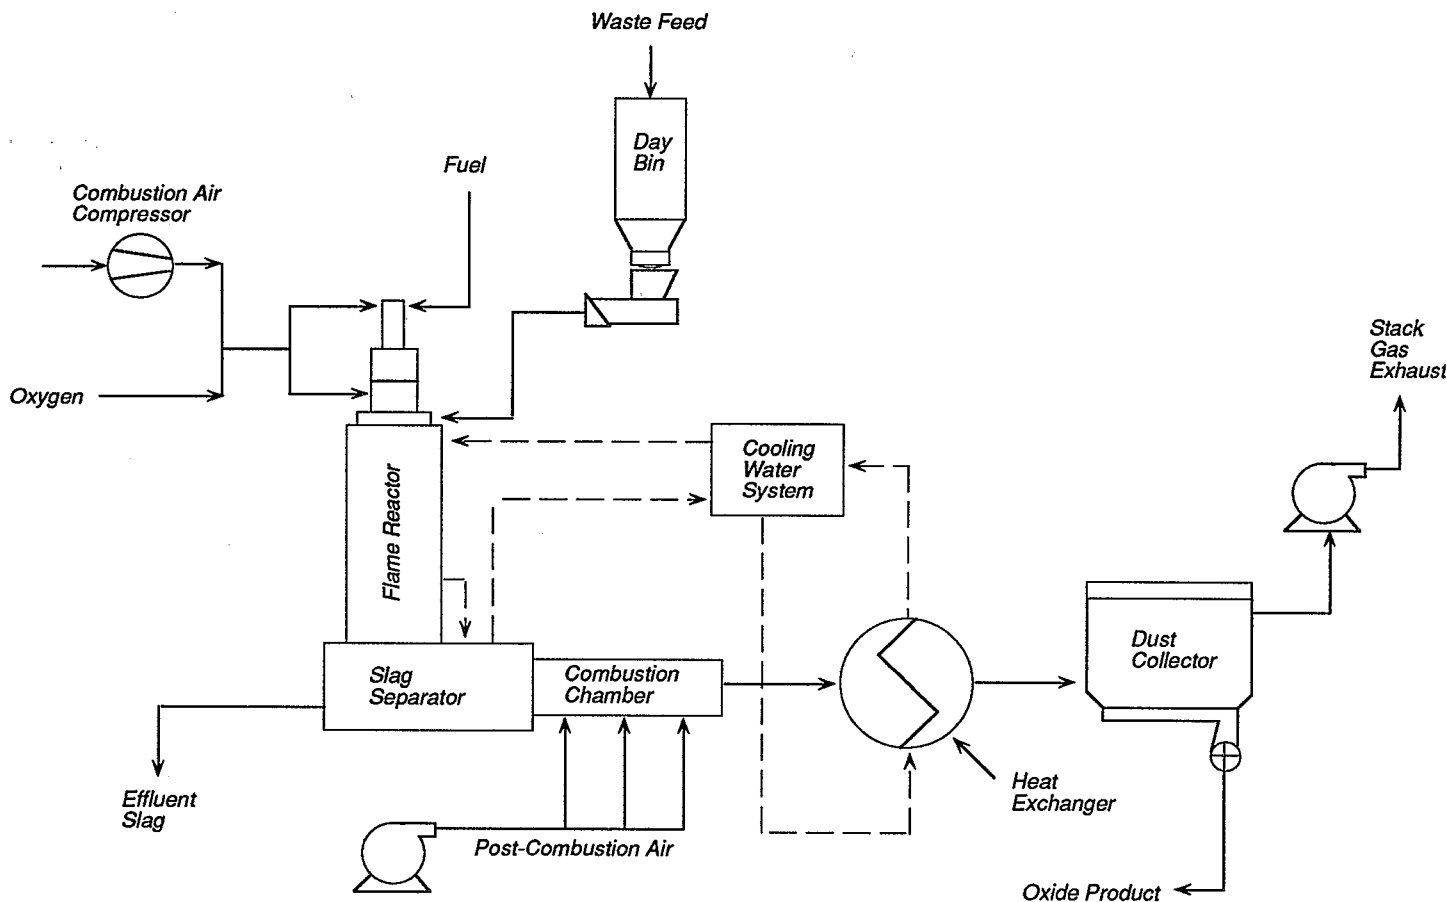 Waste Feed
Day
Bin
Fuel
Combustion Air
Compressor
Oxygen
Stack
Gas
Exhaust
Cooling
Water
System
Flame Reactor
Slag
Separator
Combustion
Chamber
Dust
Collector
Heat
Exchanger
Effluent
Slag
Post-Combustion Air
Oxide Product